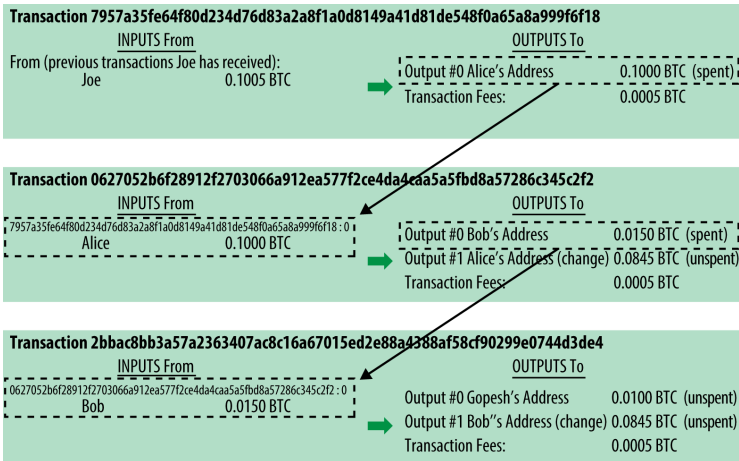 Transaction 7957a35fe64f80d234d76d83a2a8f1a0d8149a41d81de548f0a65a8a999f6f18
INPUTS From
OUTPUTS To
From (previous transactions Joe has received):
Joe 0.1005 BTC
Output #0 Alice's Address 0.1000 BTC (spent)
Transaction Fees: 0.0005 BTC
Transaction 0627052b6f28912f2703066a912ea577f2ce4da4caa5a5fbd8a57286c345c2f2
INPUTS From
OUTPUTS To
7957a35fe64f80d234d76d83a2a8f1a0d8149a41d81de548f0a65a8a999f6f18 : 0
Alice 0.1000 BTC
Output #0 Bob's Address 0.0150 BTC (spent)
Output #1 Alice's Address (change) 0.0845 BTC (unspent)
Transaction Fees: 0.0005 BTC
Transaction 2bbac8bb3a57a2363407ac8c16a67015ed2e88a4388af58cf90299e0744d3de4
INPUTS From
OUTPUTS To
0627052b6f28912f2703066a912ea577f2ce4da4caa5a5fbd8a57286c345c2f2 : 0
Bob 0.0150 BTC
Output #0 Gopesh's Address 0.0100 BTC (unspent)
Output #1 Bob"s Address (change) 0.0845 BTC (unspent)
Transaction Fees: 0.0005 BTC